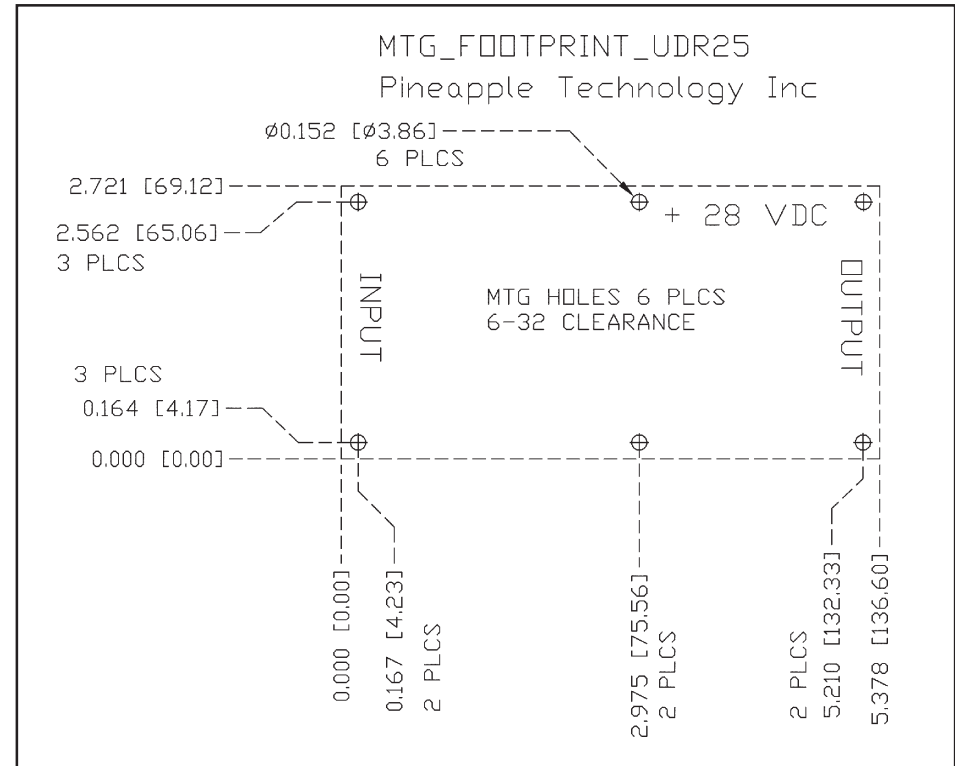 MTG_FOOTPRINT_UDR25
Pineapple Technology Inc
Ø0.152 [Ø3.86]
6 PLCS
2.721 [69.12]
2.562 [65.06]
3 PLCS
+ 28 VDC
INPUT
MTG HOLES 6 PLCS
6-32 CLEARANCE
OUTPUT
3 PLCS
0.164 [4.17]
0.000 [0.00]
0.000 [0.00]
0.167 [4.23]
2 PLCS
2.975 [75.56]
2 PLCS
2 PLCS
5.210 [132.33]
5.378 [136.60]